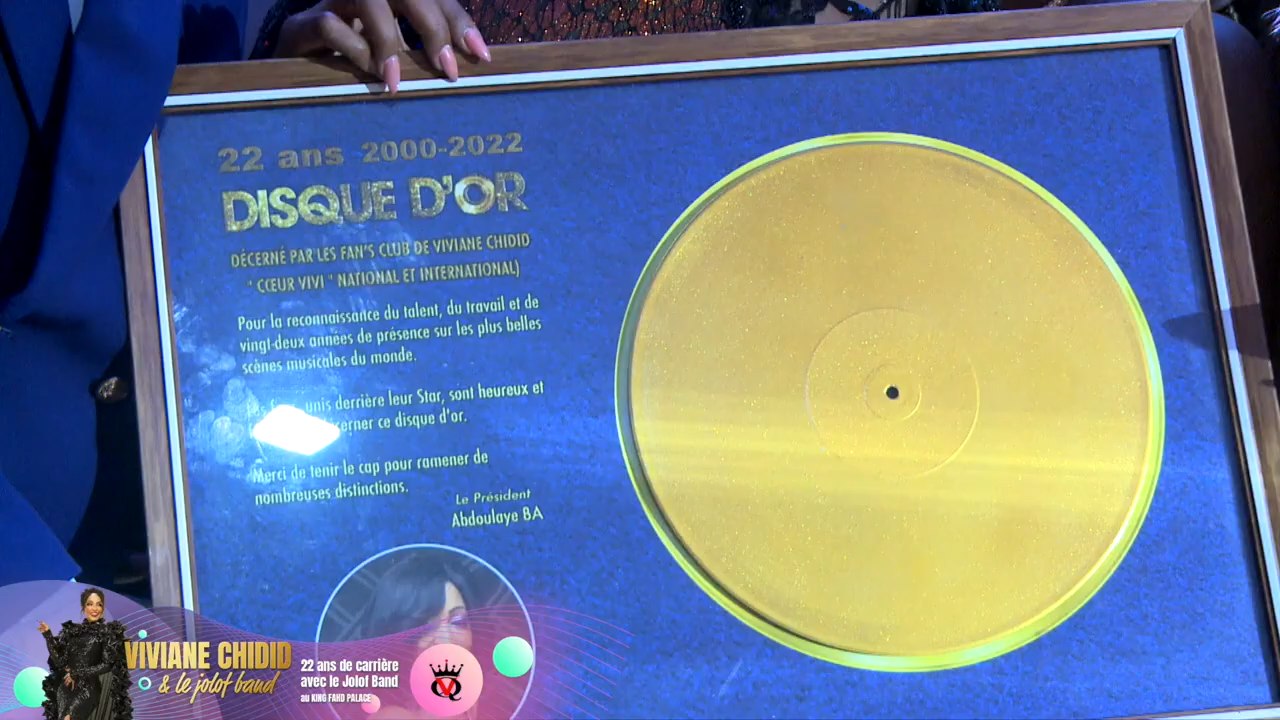 22 ans 2000-2022
DISQUE D'OR
DÉCERNÉ PAR LES FAN'S CLUB DE VIVIANE CHIDID
" CŒUR VIVI " NATIONAL ET INTERNATIONAL)
Pour la reconnaissance du talent, du travail et de
vingt-deux années de présence sur les plus belles
scènes musicales du monde.
unis derrière leur Star, sont heureux et
ce disque d'or.
Merci de tenir le cap pour ramener de
nombreuses distinctions.
Le Président
Abdoulaye BA
VIVIANE CHIDID
& le jolof band
22 ans de carrière
avec le Jolof Band
au KING FAHD PALACE
VQ